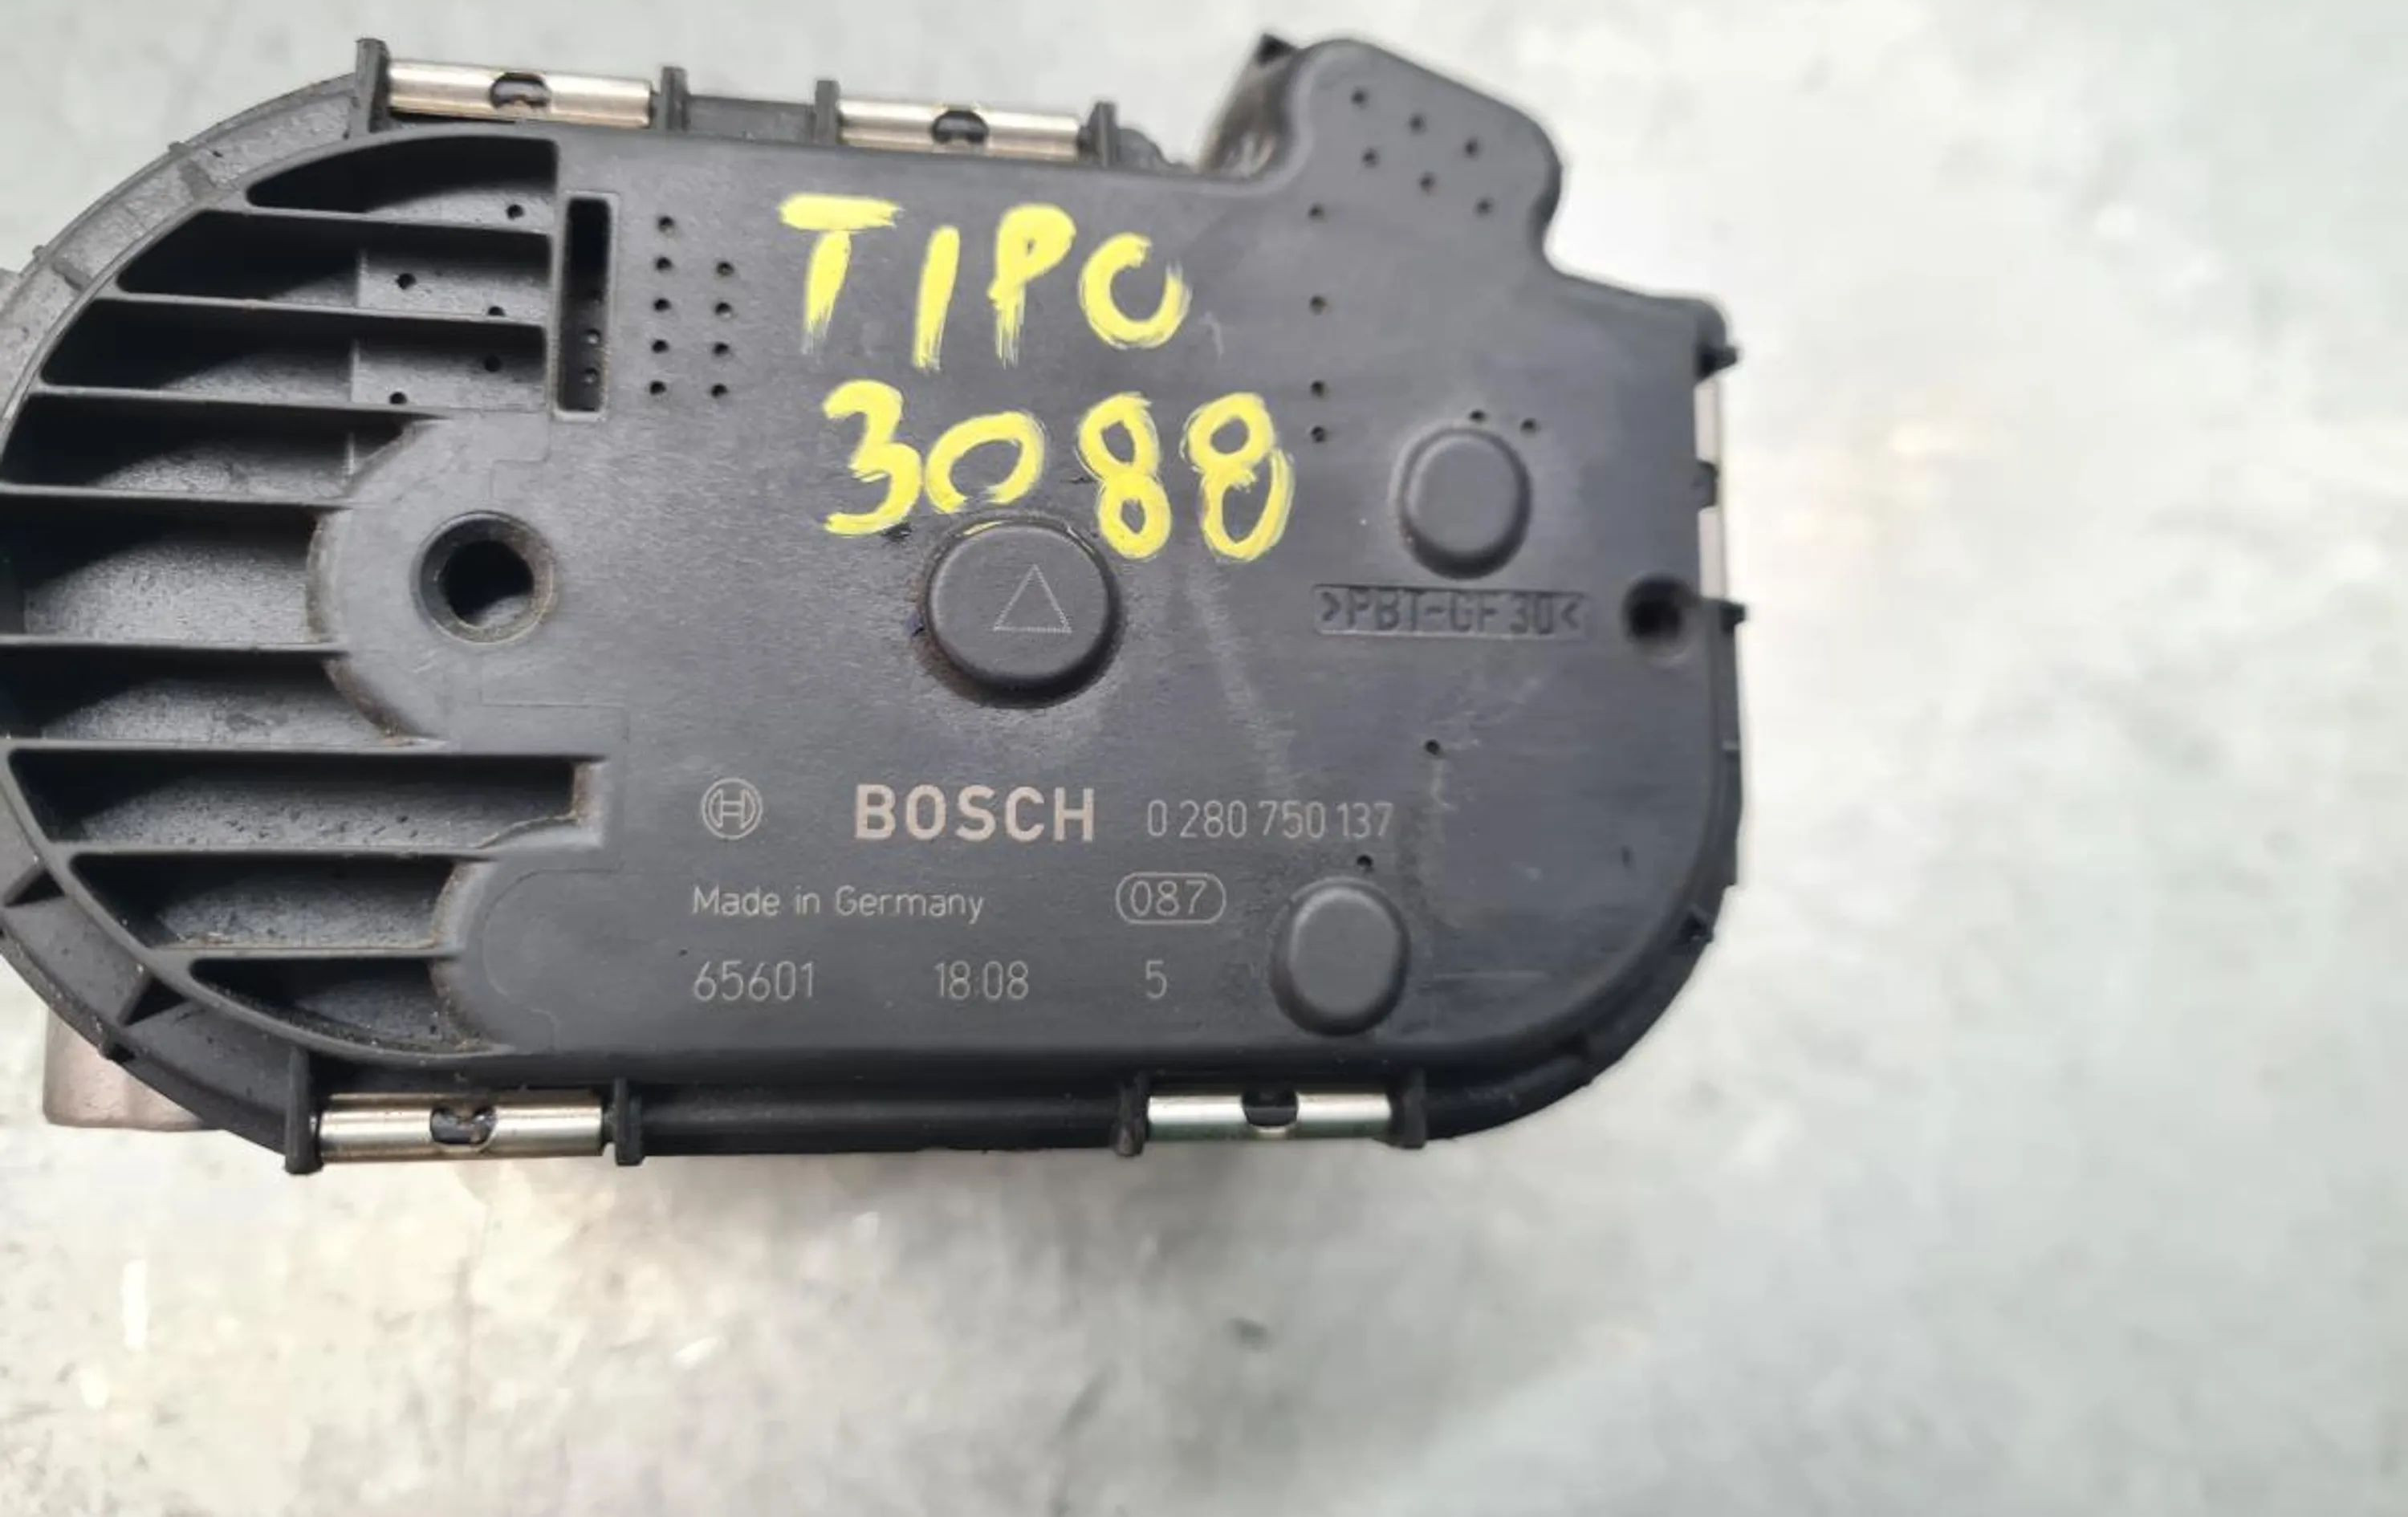 TIPO
3088
>PBT-GF30<
BOSCH 0 280 750 137
Made in Germany 087
65601 18:08 5